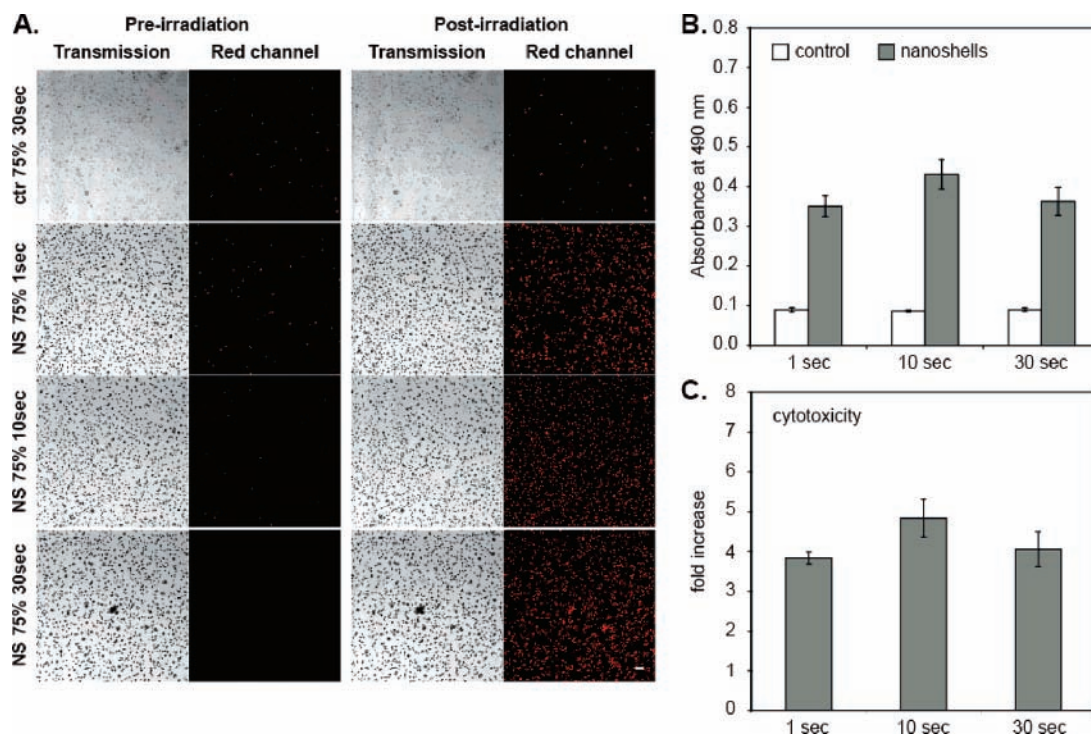 A.
Pre-irradiation Post-irradiation
Transmission Red channel Transmission Red channel
ctr 75% 30sec
NS 75% 1sec
NS 75% 10sec
NS 75% 30sec
B.
control nanoshells
Absorbance at 490 nm
0.8
0.7
0.6
0.5
0.4
0.3
0.2
0.1
0.0
1 sec 10 sec 30 sec
C.
cytotoxicity
fold increase
8
7
6
5
4
3
2
1
0
1 sec 10 sec 30 sec